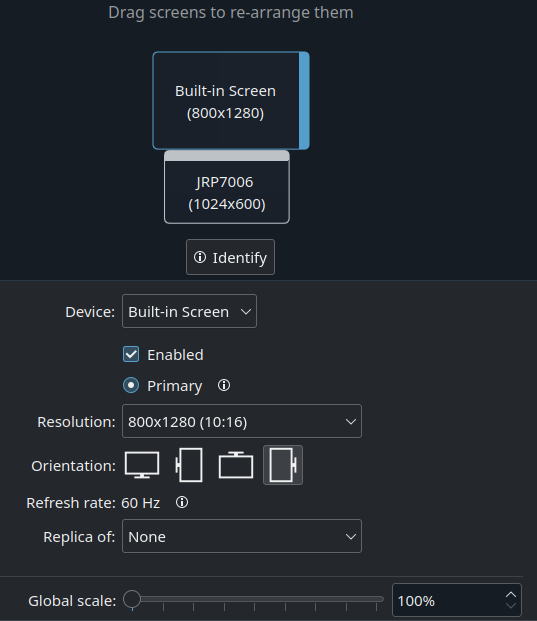 Drag screens to re-arrange them
Built-in Screen
(800x1280)
JRP7006
(1024x600)
Identify
Device: Built-in Screen
Enabled
Primary
Resolution: 800x1280 (10:16)
Orientation:
Refresh rate: 60 Hz
Replica of: None
Global scale: 100%